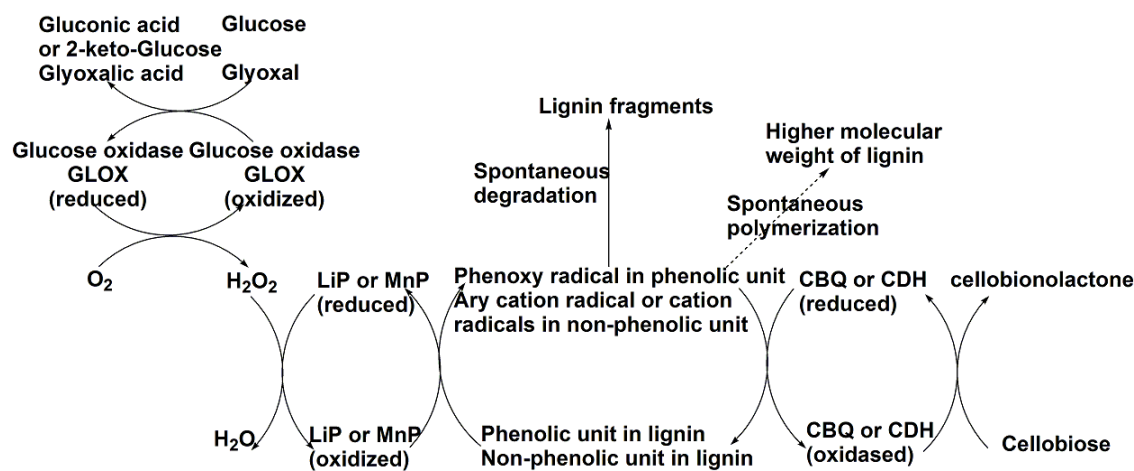 Gluconic acid
or 2-keto-Glucose
Glyoxalic acid
Glucose
Glyoxal
Glucose oxidase
GLOX
(reduced)
Glucose oxidase
GLOX
(oxidized)
O2
H2O2
H2O
LiP or MnP
(reduced)
LiP or MnP
(oxidized)
Lignin fragments
Spontaneous
degradation
Higher molecular
weight of lignin
Spontaneous
polymerization
Phenoxy radical in phenolic unit
Ary cation radical or cation
radicals in non-phenolic unit
Phenolic unit in lignin
Non-phenolic unit in lignin
CBQ or CDH
(reduced)
CBQ or CDH
(oxidased)
cellobionolactone
Cellobiose